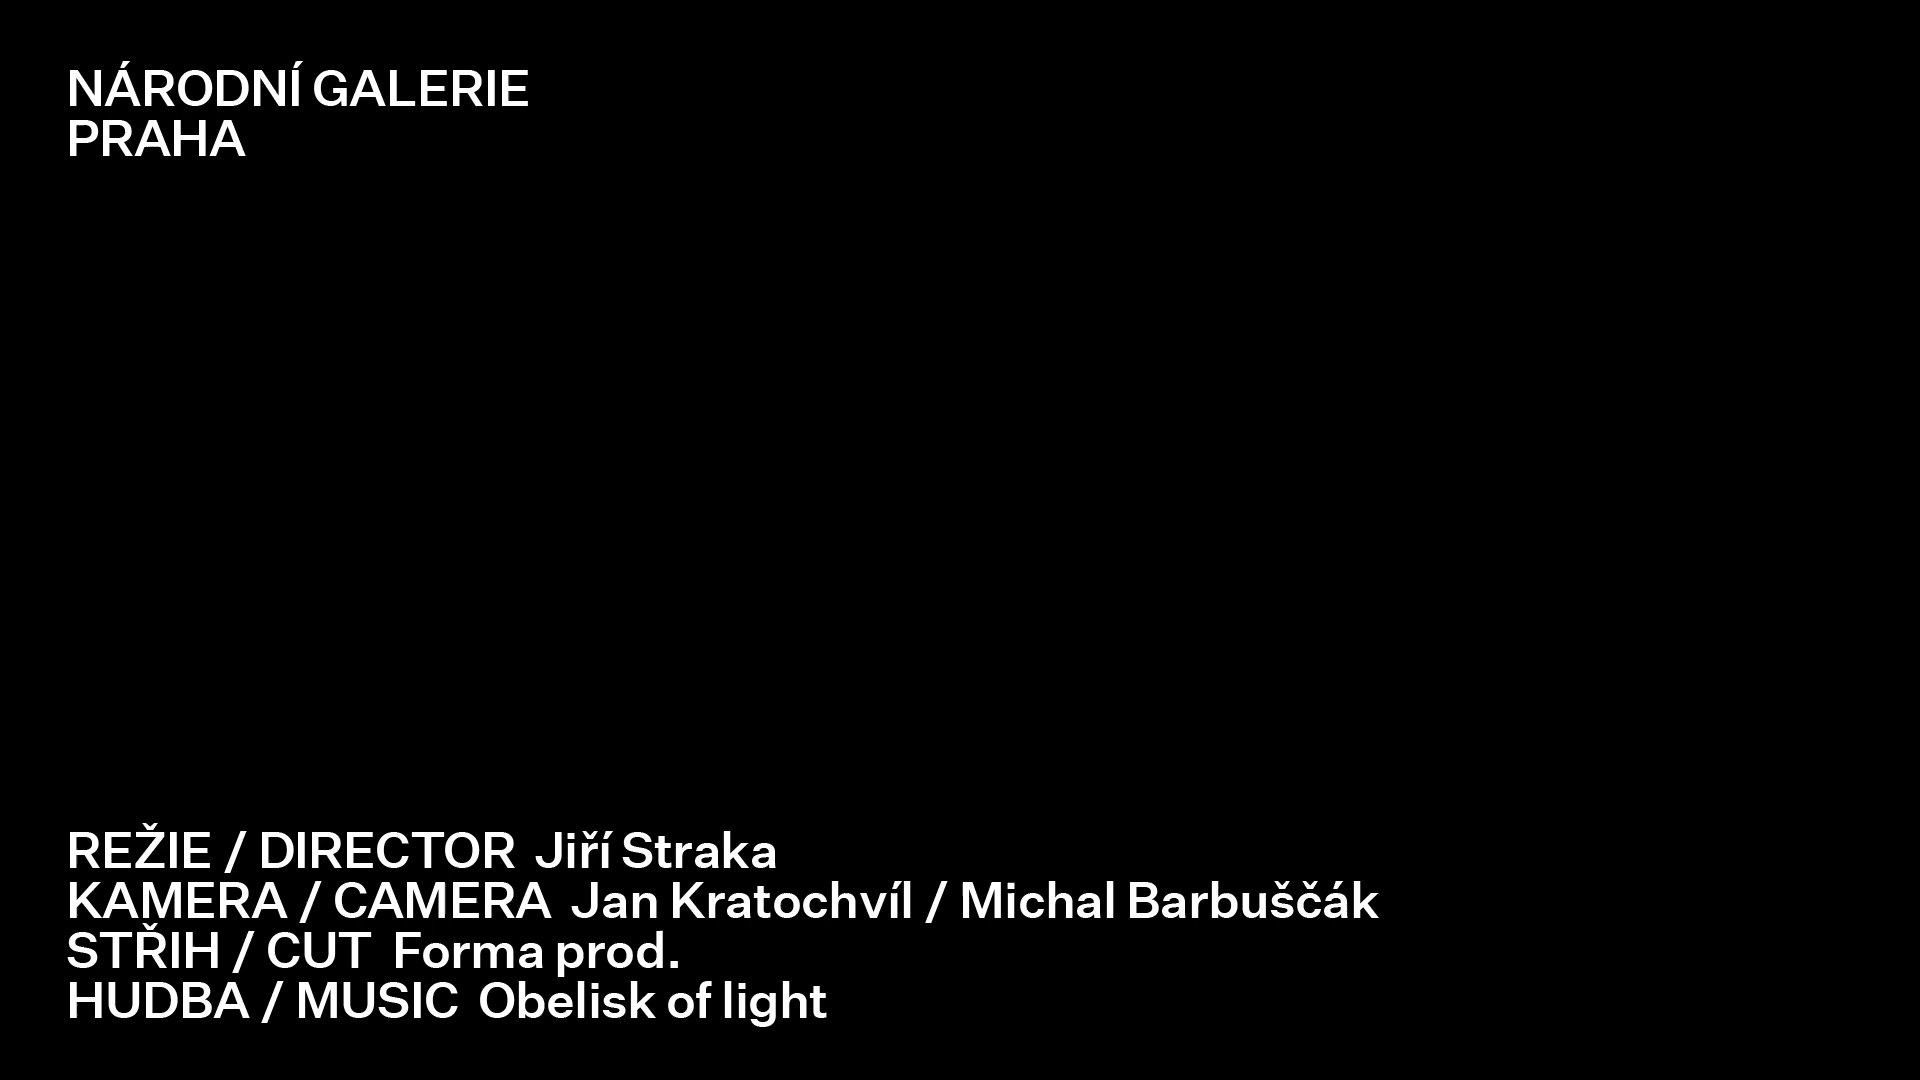 NÁRODNÍ GALERIE
PRAHA
REŽIE / DIRECTOR Jiří Straka
KAMERA / CAMERA Jan Kratochvíl / Michal Barbuščák
STŘIH / CUT Forma prod.
HUDBA / MUSIC Obelisk of light